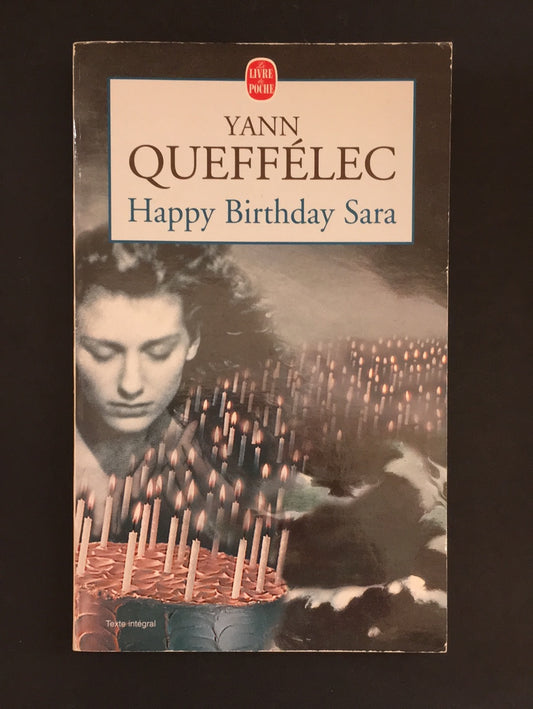 Le
LIVRE
de
POCHE
YANN
QUEFFÉLEC
Happy Birthday Sara
Texte intégral